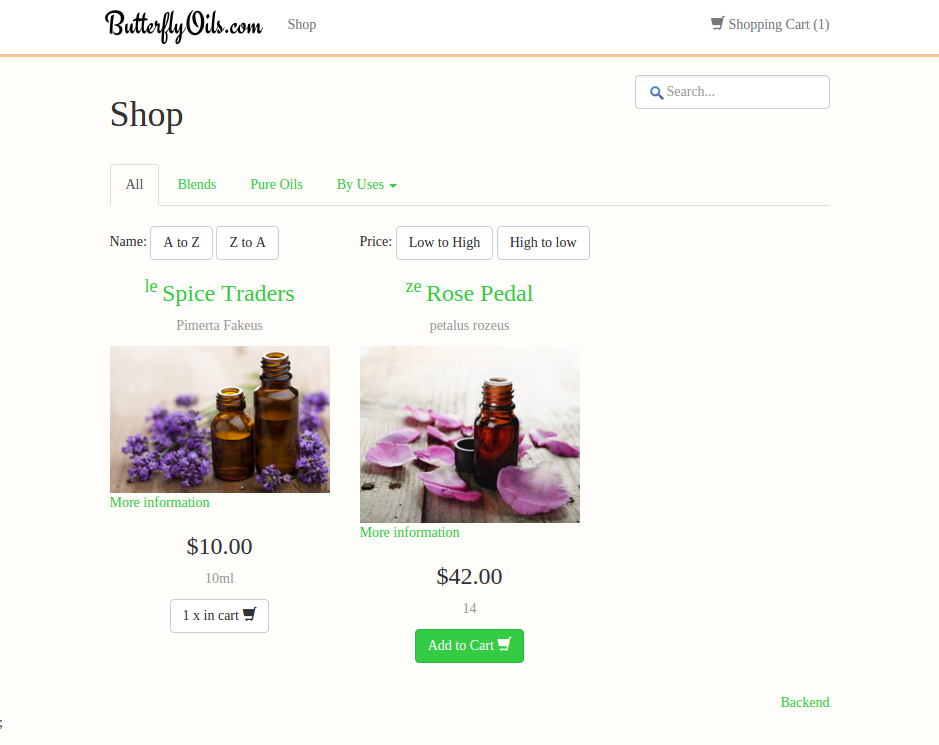 ButterflyOils.com Shop Shopping Cart (1)
Search...
Shop
All Blends Pure Oils By Uses
Name: A to Z Z to A Price: Low to High High to low
le Spice Traders ze Rose Pedal
Pimerta Fakeus petalus rozeus
More information
More information
$10.00
$42.00
10ml
14
1 x in cart
Add to Cart
Backend
;